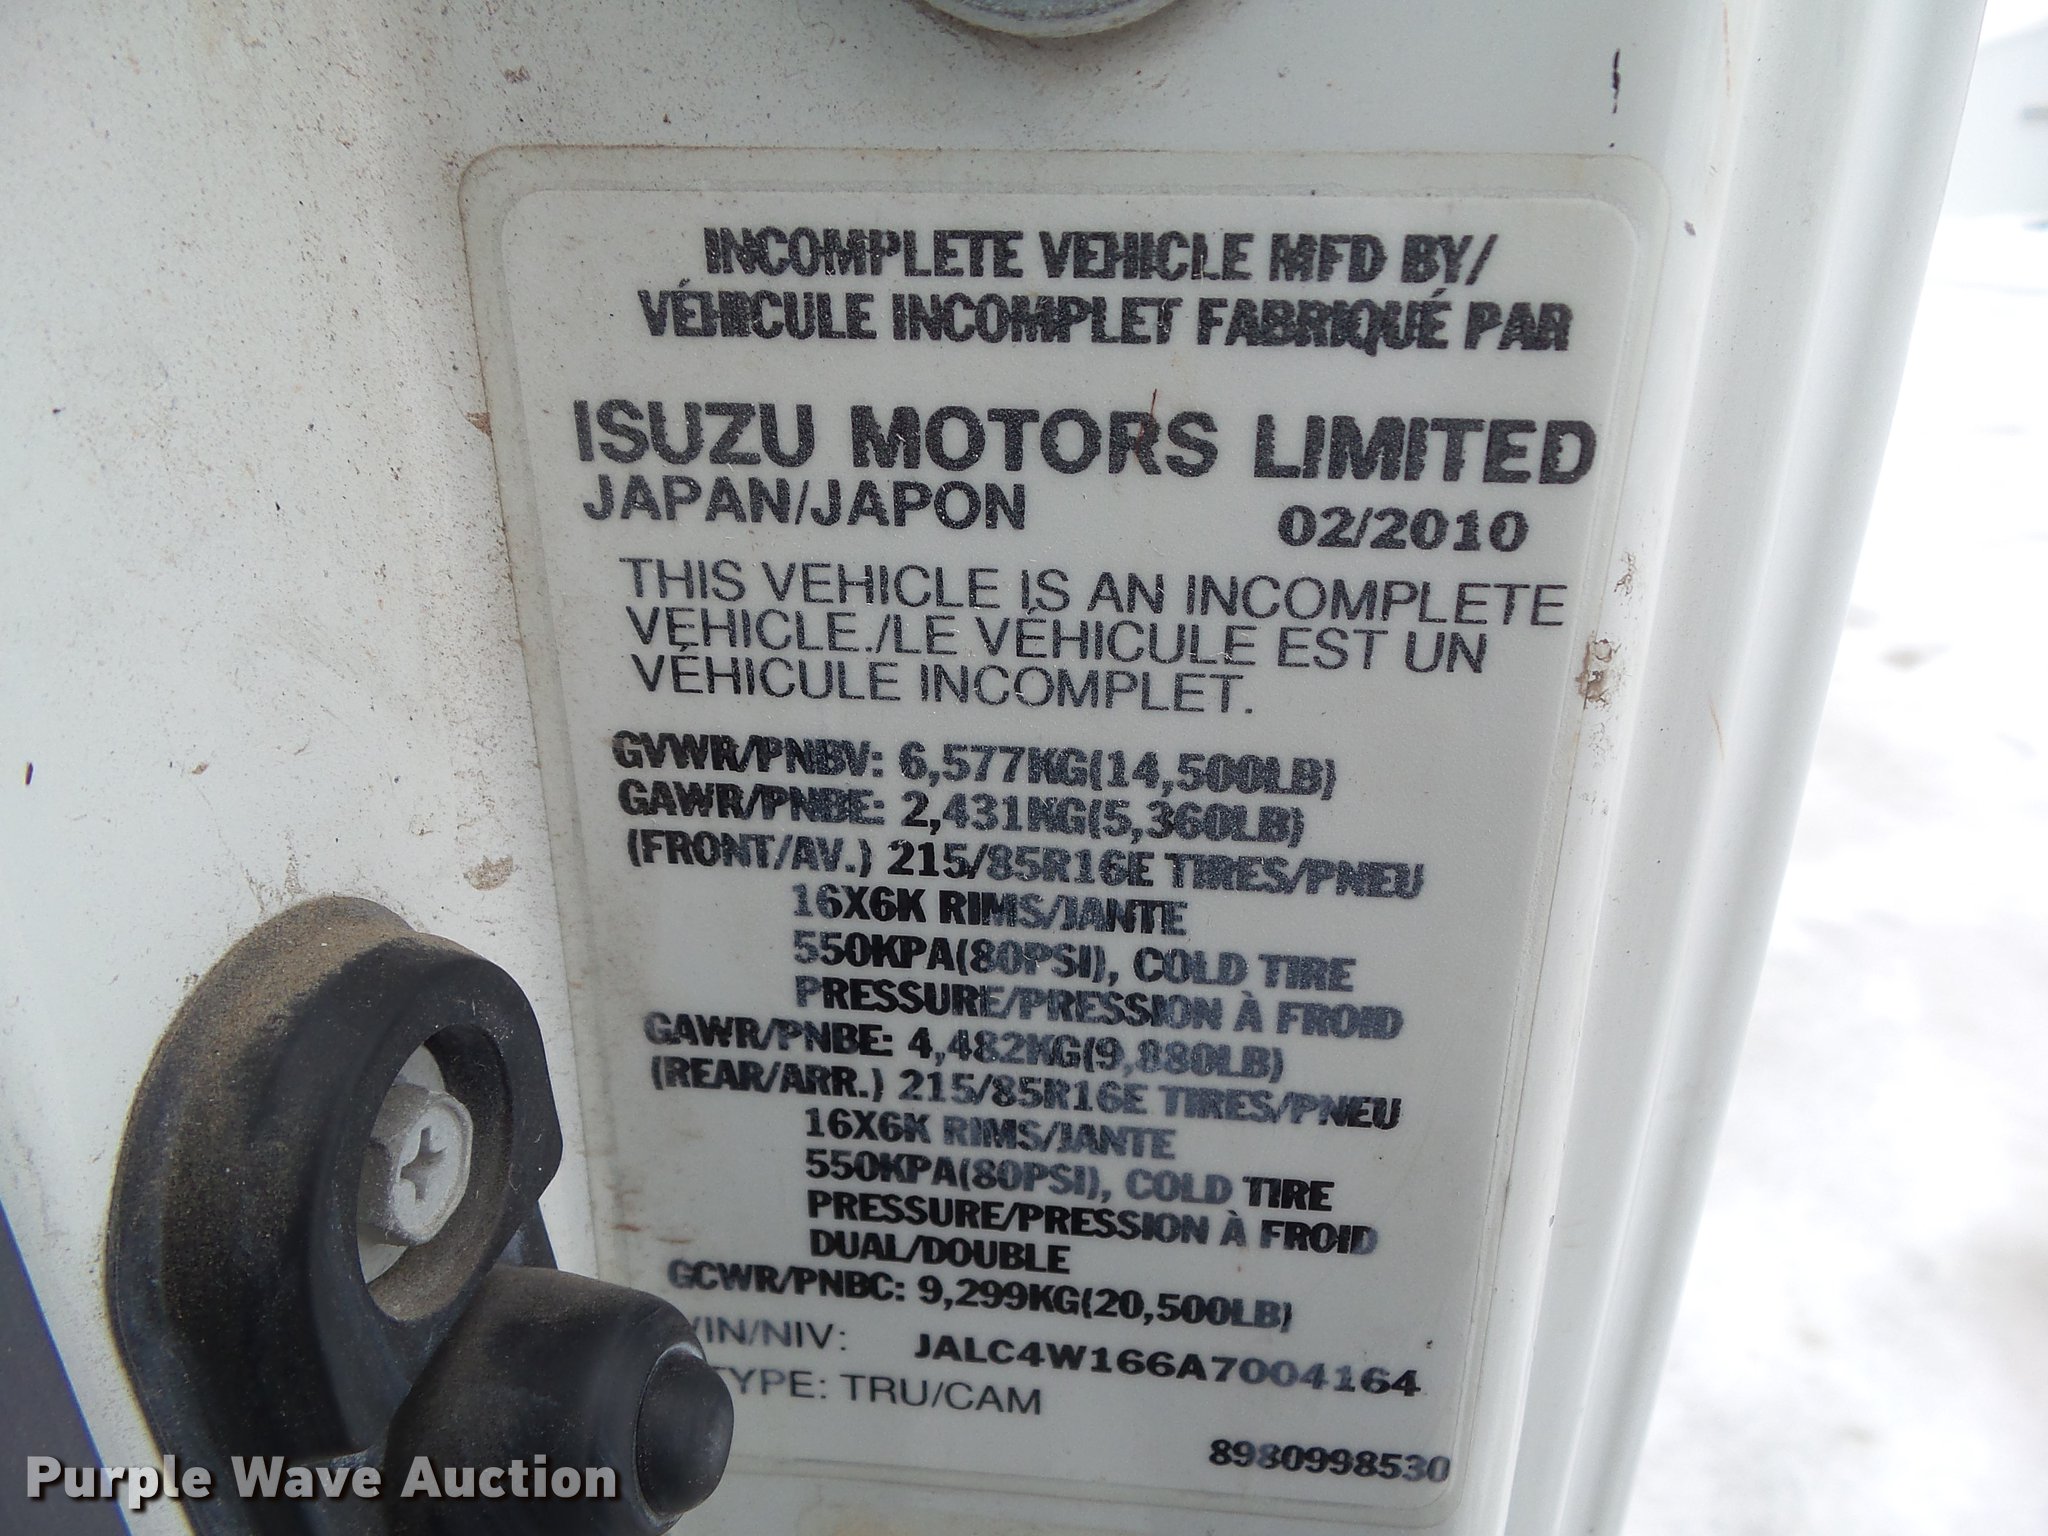 INCOMPLETE VEHICLE MFD BY/
VÉHICULE INCOMPLET FABRIQUÉ PAR
ISUZU MOTORS LIMITED
JAPAN/JAPON 02/2010
THIS VEHICLE IS AN INCOMPLETE
VEHICLE./LE VÉHICULE EST UN
VÉHICULE INCOMPLET.
GVWR/PNBV: 6,577KG(14,500LB)
GAWR/PNBE: 2,431KG(5,360LB)
(FRONT/AV.) 215/85R16E TIRES/PNEU
16X6K RIMS/JANTE
550KPA(80PSI), COLD TIRE
PRESSURE/PRESSION À FROID
GAWR/PNBE: 4,482KG(9,880LB)
(REAR/ARR.) 215/85R16E TIRES/PNEU
16X6K RIMS/JANTE
550KPA(80PSI), COLD TIRE
PRESSURE/PRESSION À FROID
DUAL/DOUBLE
GCWR/PNBC: 9,299KG(20,500LB)
VIN/NIV: JALC4W166A7004164
TYPE: TRU/CAM
8980998530
Purple Wave Auction